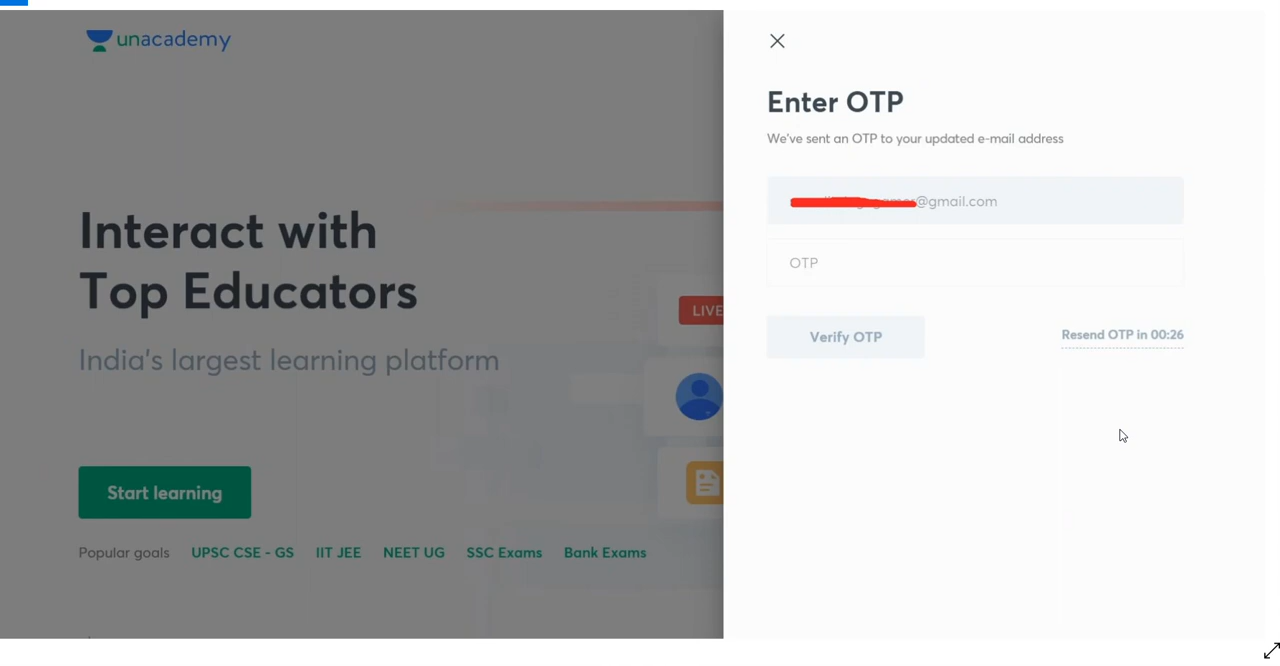 unacademy
Interact with
Top Educators
India's largest learning platform
LIVE
Start learning
Popular goals UPSC CSE - GS IIT JEE NEET UG SSC Exams Bank Exams
Enter OTP
We've sent an OTP to your updated e-mail address
@gmail.com
OTP
Verify OTP
Resend OTP in 00:26